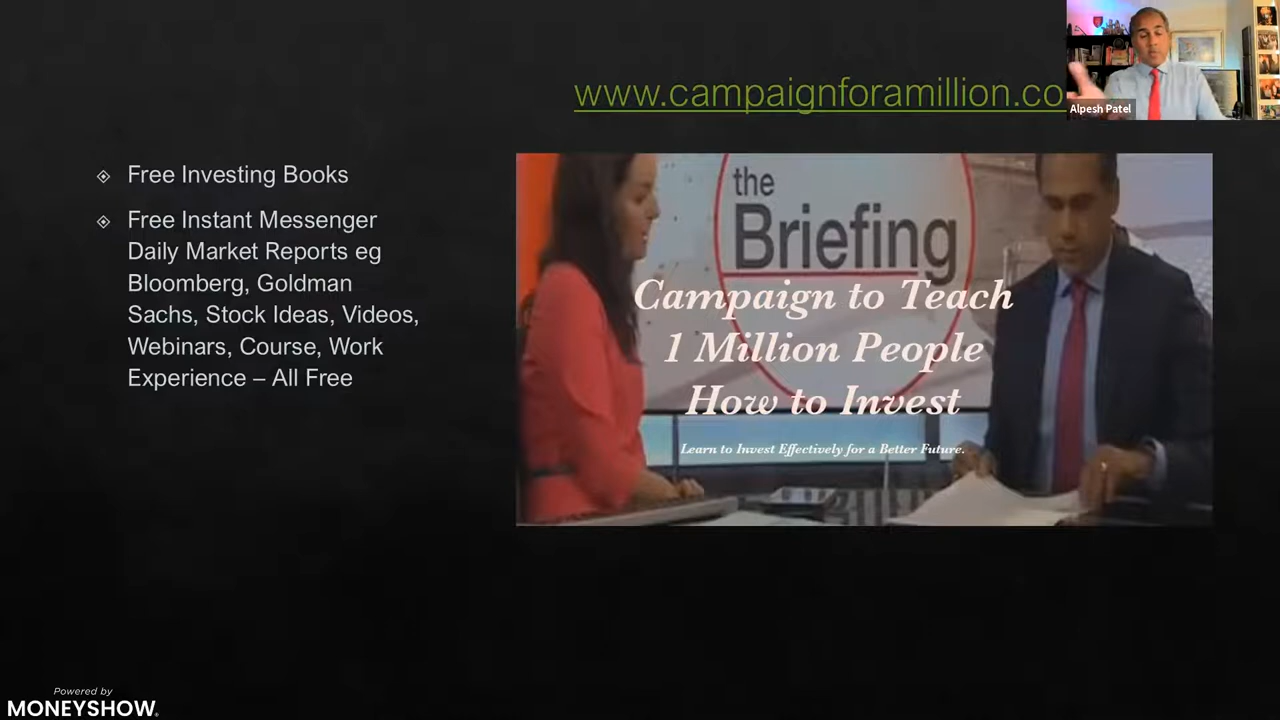 www.campaignforamillion.co
Alpesh Patel
Free Investing Books
Free Instant Messenger
Daily Market Reports eg
Bloomberg, Goldman
Sachs, Stock Ideas, Videos,
Webinars, Course, Work
Experience – All Free
the
Briefing
Campaign to Teach
1 Million People
How to Invest
Learn to Invest Effectively for a Better Future.
Powered by
MONEYSHOW.